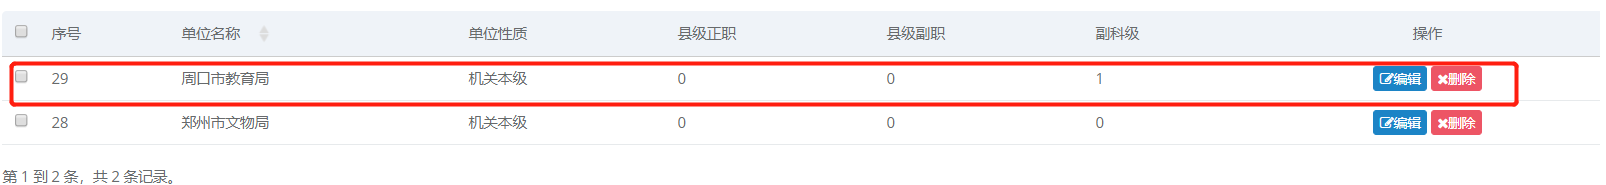 序号 单位名称 单位性质 县级正职 县级副职 副科级 操作
29 周口市教育局 机关本级 0 0 1 编辑 删除
28 郑州市文物局 机关本级 0 0 0 编辑 删除
第 1 到 2 条，共 2 条记录。